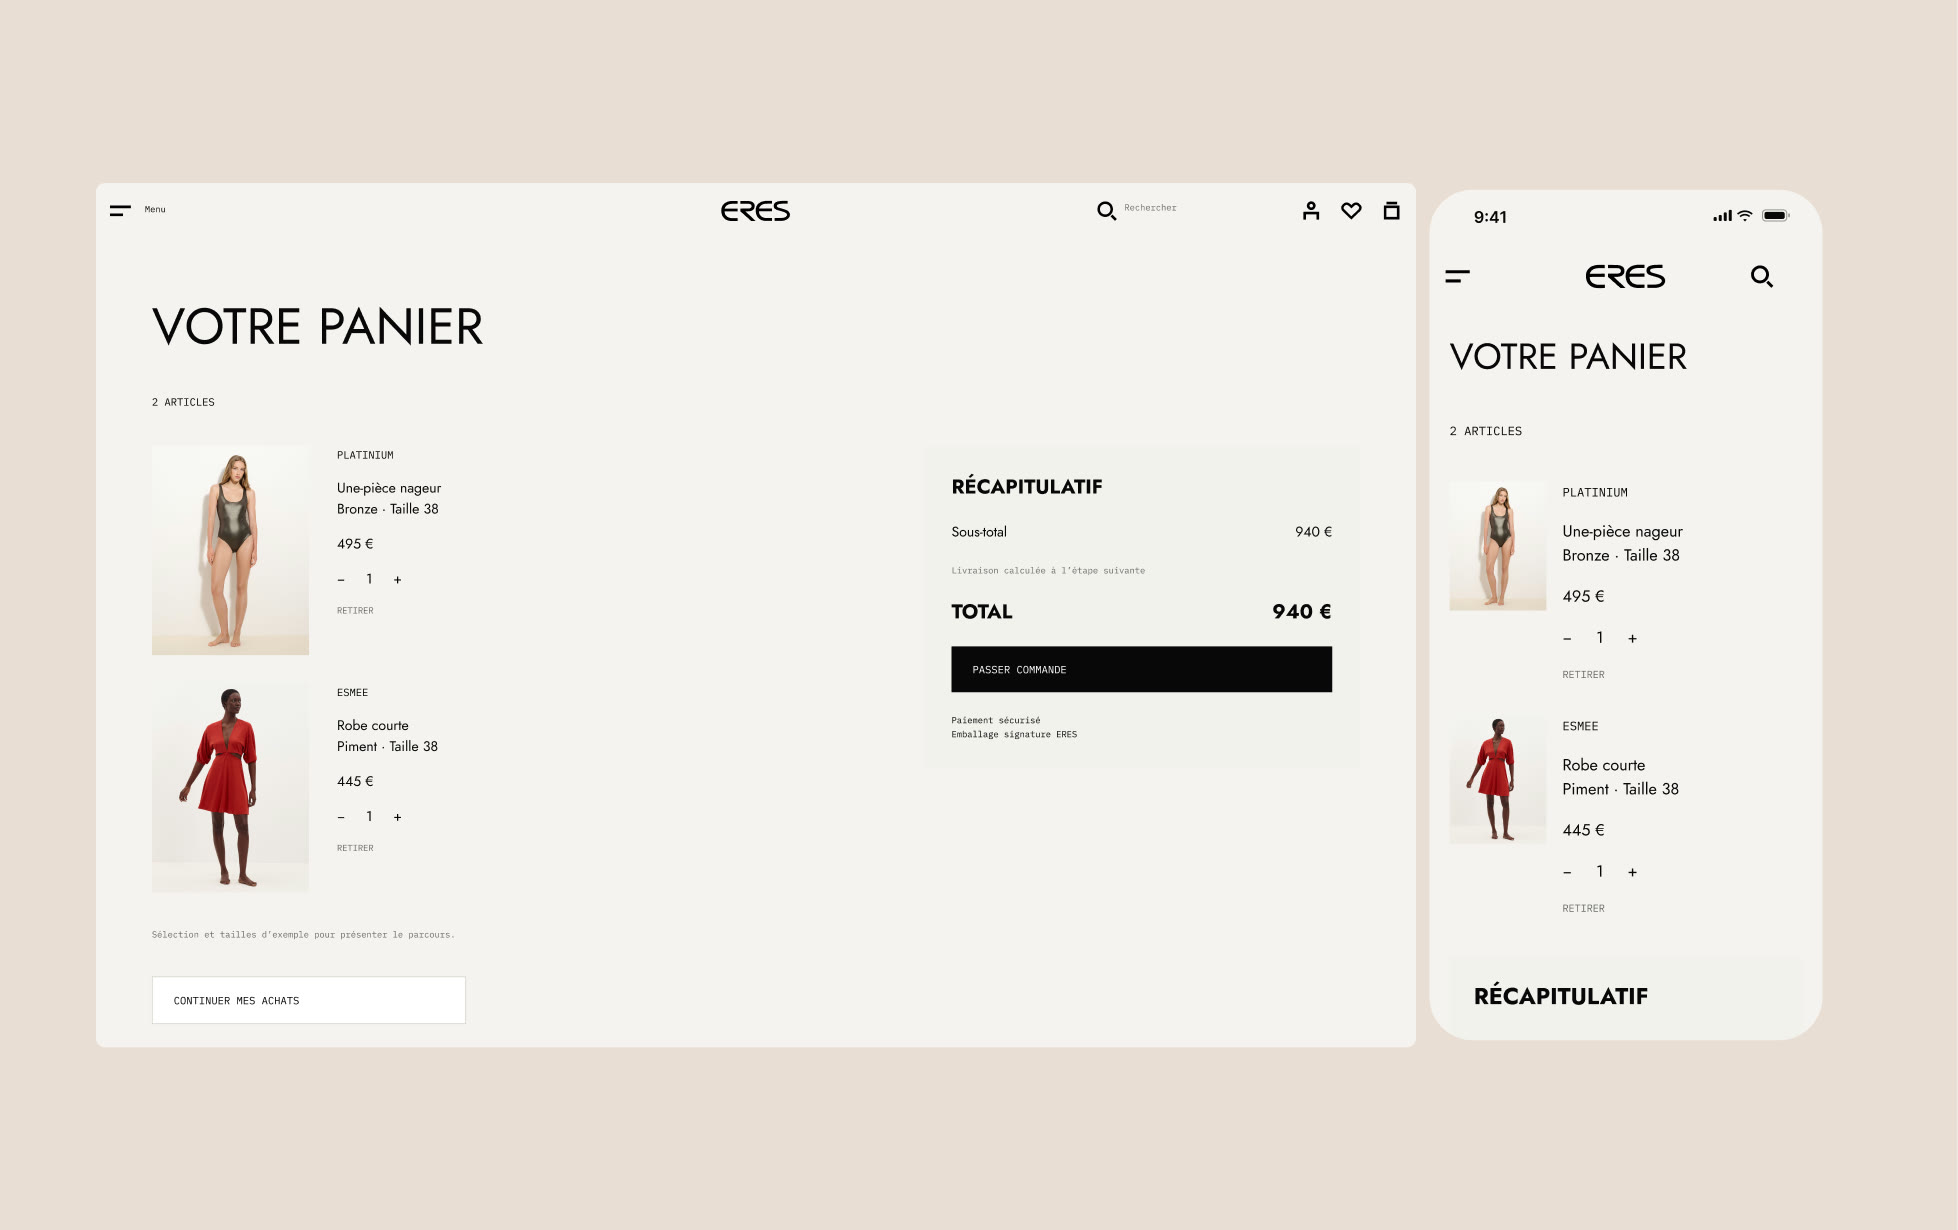 Menu
ERES
Rechercher
VOTRE PANIER
2 ARTICLES
PLATINIUM
Une-pièce nageur
Bronze · Taille 38
495 €
– 1 +
RETIRER
ESMEE
Robe courte
Piment · Taille 38
445 €
– 1 +
RETIRER
Sélection et tailles d’exemple pour présenter le parcours.
CONTINUER MES ACHATS
RÉCAPITULATIF
Sous-total 940 €
Livraison calculée à l’étape suivante
TOTAL 940 €
PASSER COMMANDE
Paiement sécurisé
Emballage signature ERES
9:41
ERES
VOTRE PANIER
2 ARTICLES
PLATINIUM
Une-pièce nageur
Bronze · Taille 38
495 €
– 1 +
RETIRER
ESMEE
Robe courte
Piment · Taille 38
445 €
– 1 +
RETIRER
RÉCAPITULATIF